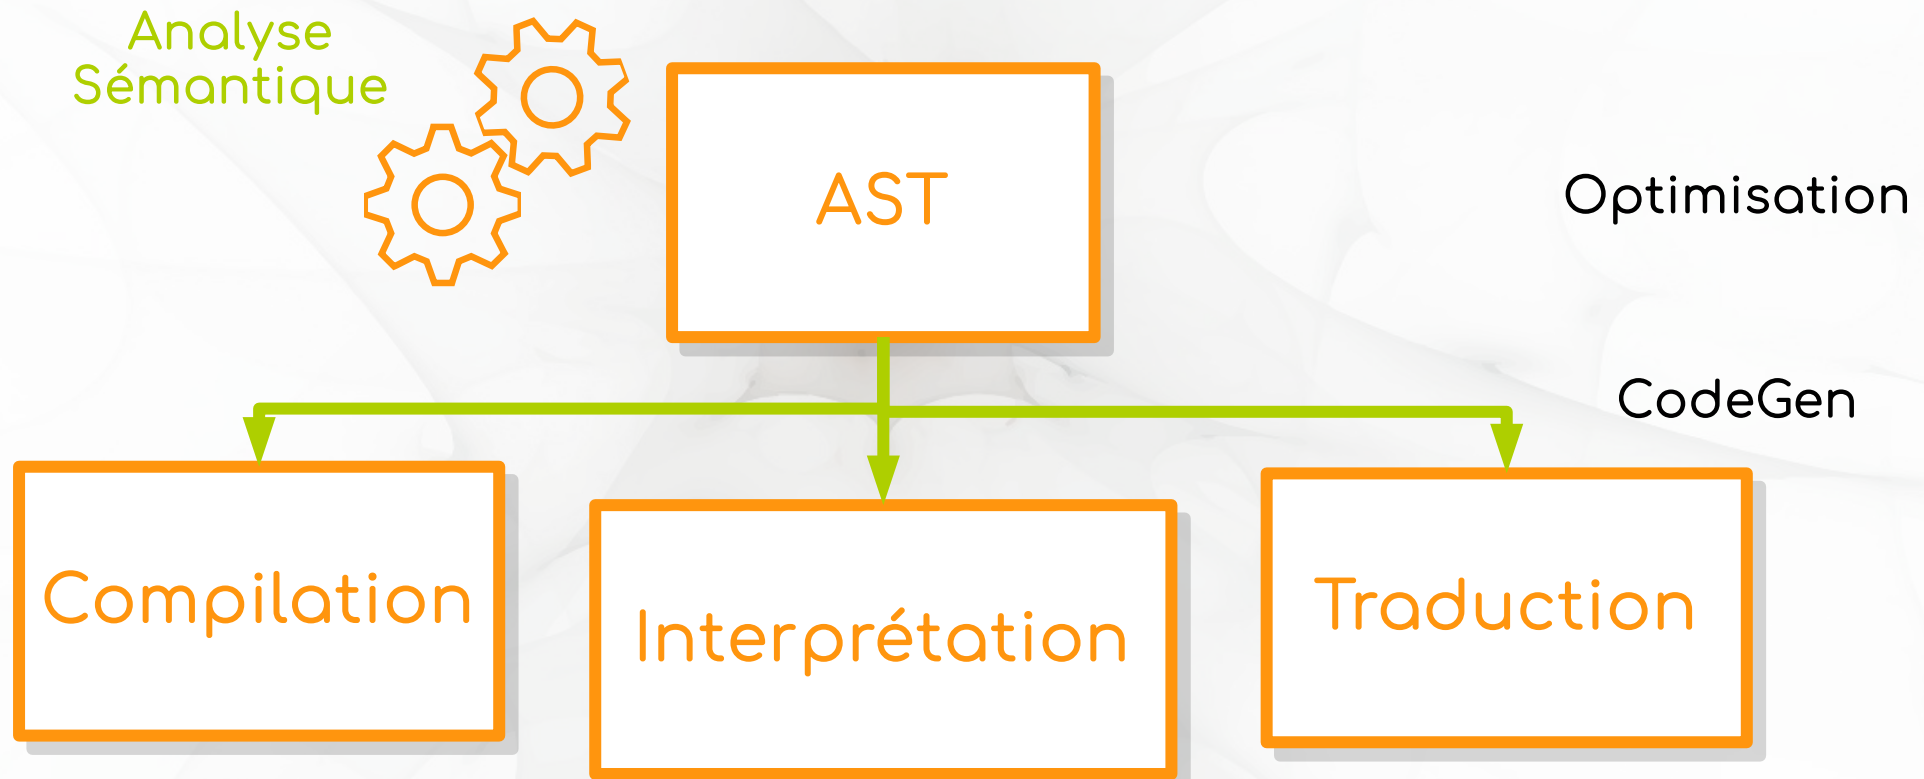 Analyse
Sémantique
AST
Optimisation
CodeGen
Compilation
Interprétation
Traduction